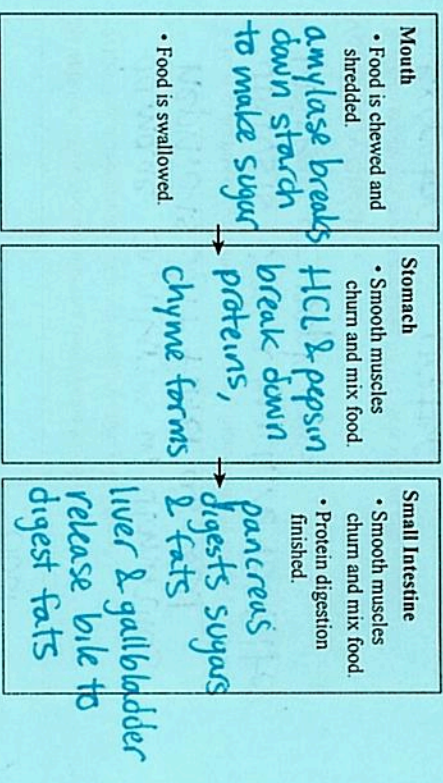 Mouth
• Food is chewed and
shredded.
amylase breaks
down starch
to make sugar
• Food is swallowed.
Stomach
• Smooth muscles
churn and mix food.
HCL & pepsin
break down
proteins,
chyme forms
Small Intestine
• Smooth muscles
churn and mix food.
• Protein digestion
finished.
pancreas
digests sugars
& fats
liver & gallbladder
release bile to
digest fats